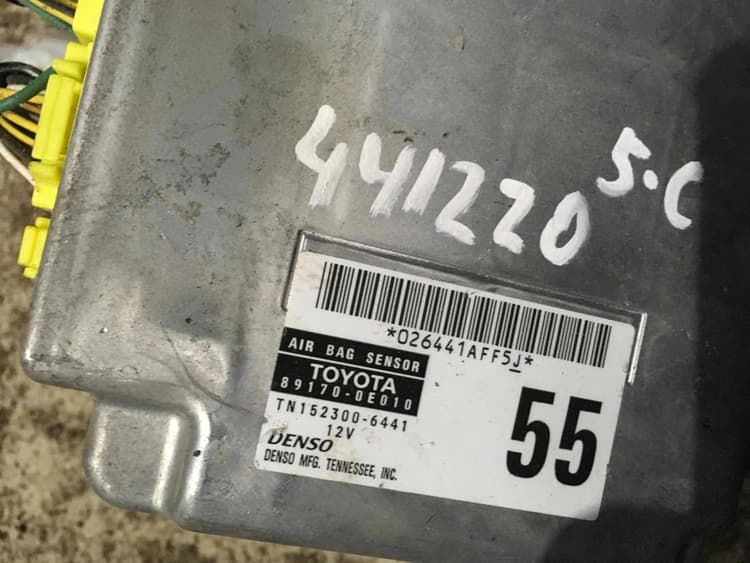 441220 5.C
*026441AFF5J*
AIR BAG SENSOR
TOYOTA
89170-0E010
TN152300-6441
12V
DENSO
DENSO MFG. TENNESSEE, INC.
55